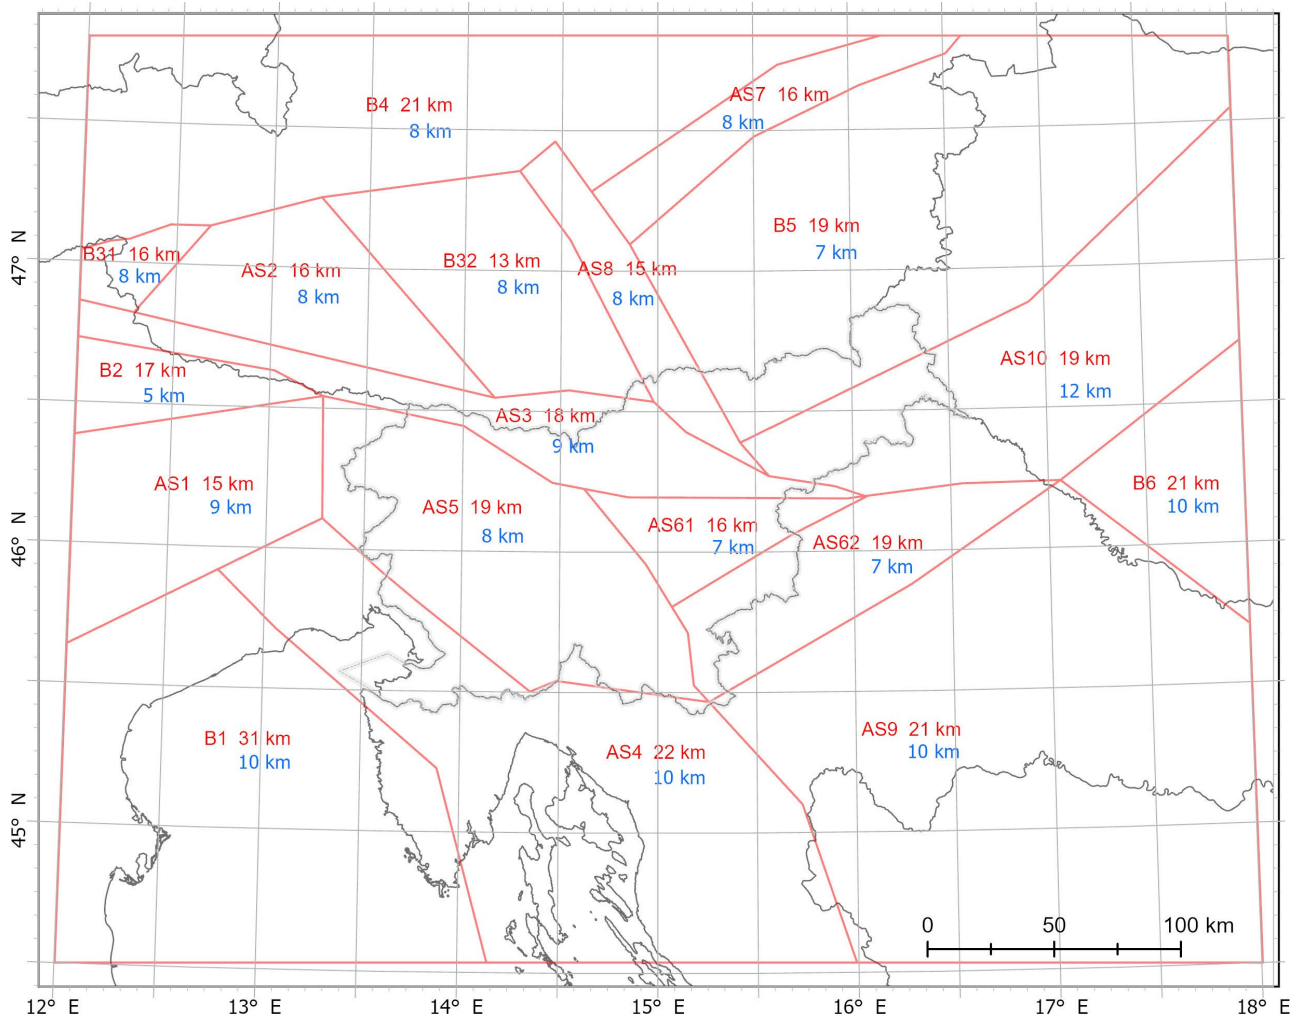 B4 21 km
8 km
AS7 16 km
8 km
B5 19 km
7 km
B31 16 km
8 km
AS2 16 km
8 km
B32 13 km
8 km
AS8 15 km
8 km
47° N
B2 17 km
5 km
AS10 19 km
12 km
AS3 18 km
9 km
AS1 15 km
9 km
AS5 19 km
8 km
AS61 16 km
7 km
AS62 19 km
7 km
B6 21 km
10 km
46° N
B1 31 km
10 km
AS4 22 km
10 km
AS9 21 km
10 km
45° N
0 50 100 km
12° E 13° E 14° E 15° E 16° E 17° E 18° E